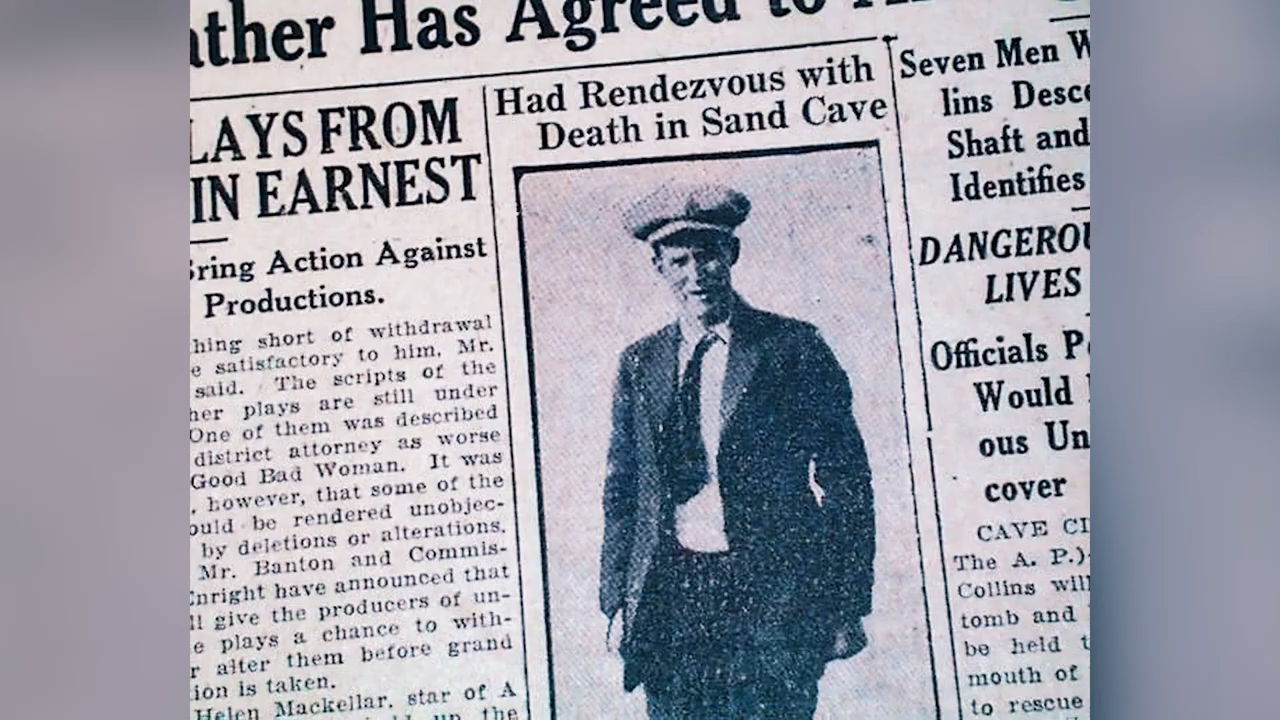 ather Has Agreed to
LAYS FROM
IN EARNEST
Bring Action Against
Productions.
hing short of withdrawal
e satisfactory to him, Mr.
said. The scripts of the
her plays are still under
One of them was described
district attorney as worse
Good Bad Woman. It was
, however, that some of the
ould be rendered unobjec-
by deletions or alterations.
Mr. Banton and Commis-
Enright have announced that
ll give the producers of un-
e plays a chance to with-
r alter them before grand
ion is taken.
Helen Mackellar, star of A
up the
Had Rendezvous with
Death in Sand Cave
Seven Men W
lins Desce
Shaft and
Identifies
DANGEROU
LIVES
Officials P
Would
ous Un
cover
CAVE CI
The A. P.)
Collins will
tomb and
be held t
mouth of
to rescue